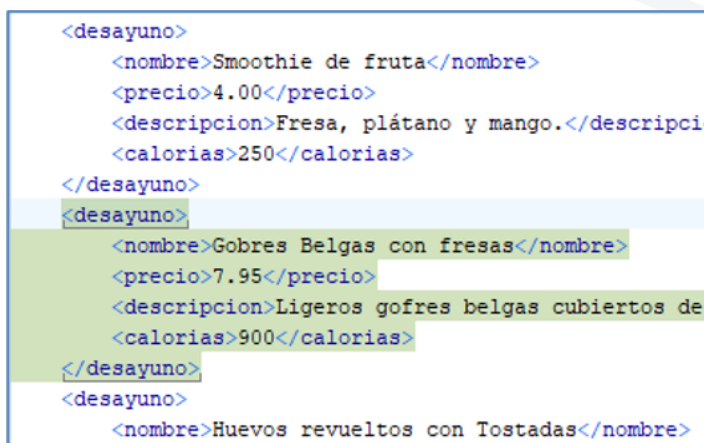 <desayuno>
<nombre>Smoothie de fruta</nombre>
<precio>4.00</precio>
<descripcion>Fresa, plátano y mango.</descripci
<calorias>250</calorias>
</desayuno>
<desayuno>
<nombre>Gobres Belgas con fresas</nombre>
<precio>7.95</precio>
<descripcion>Ligeros gofres belgas cubiertos de
<calorias>900</calorias>
</desayuno>
<desayuno>
<nombre>Huevos revueltos con Tostadas</nombre>